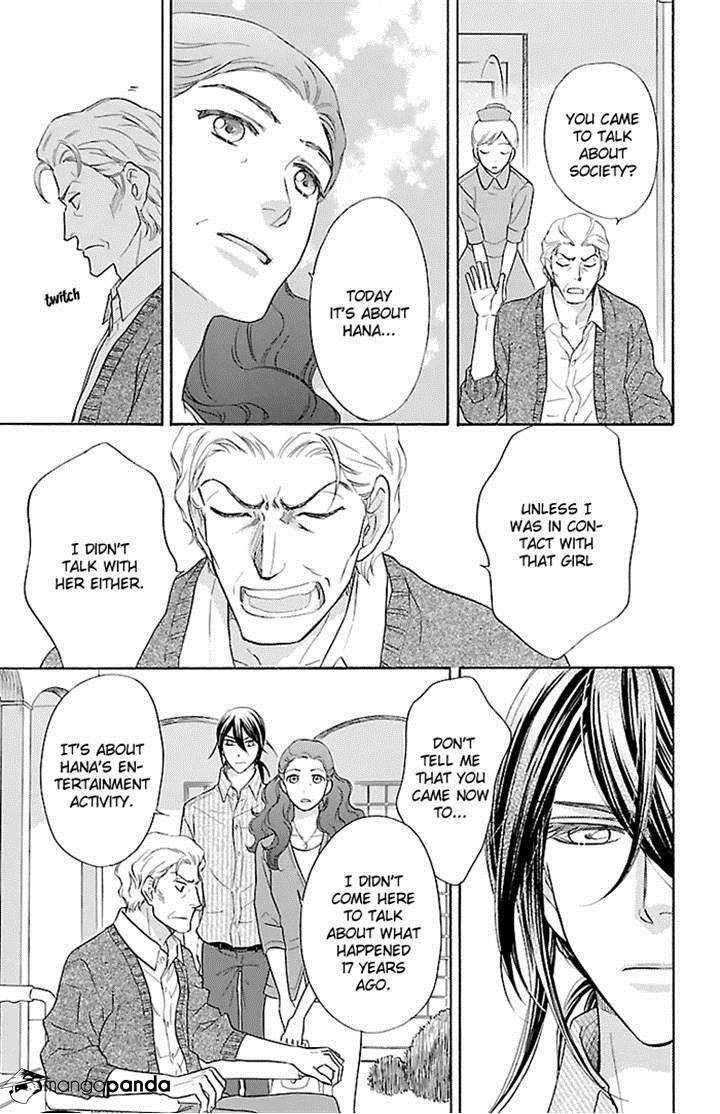 YOU CAME
TO TALK
ABOUT
SOCIETY?
TODAY
IT'S ABOUT
HANA...
twitch
UNLESS I
WAS IN CON-
TACT WITH
THAT GIRL
I DIDN'T
TALK WITH
HER EITHER.
DON'T
TELL ME
THAT YOU
CAME NOW
TO...
I DIDN'T
COME HERE
TO TALK
ABOUT WHAT
HAPPENED
17 YEARS
AGO.
IT'S ABOUT
HANA'S EN-
TERTAINMENT
ACTIVITY.
mangapanda